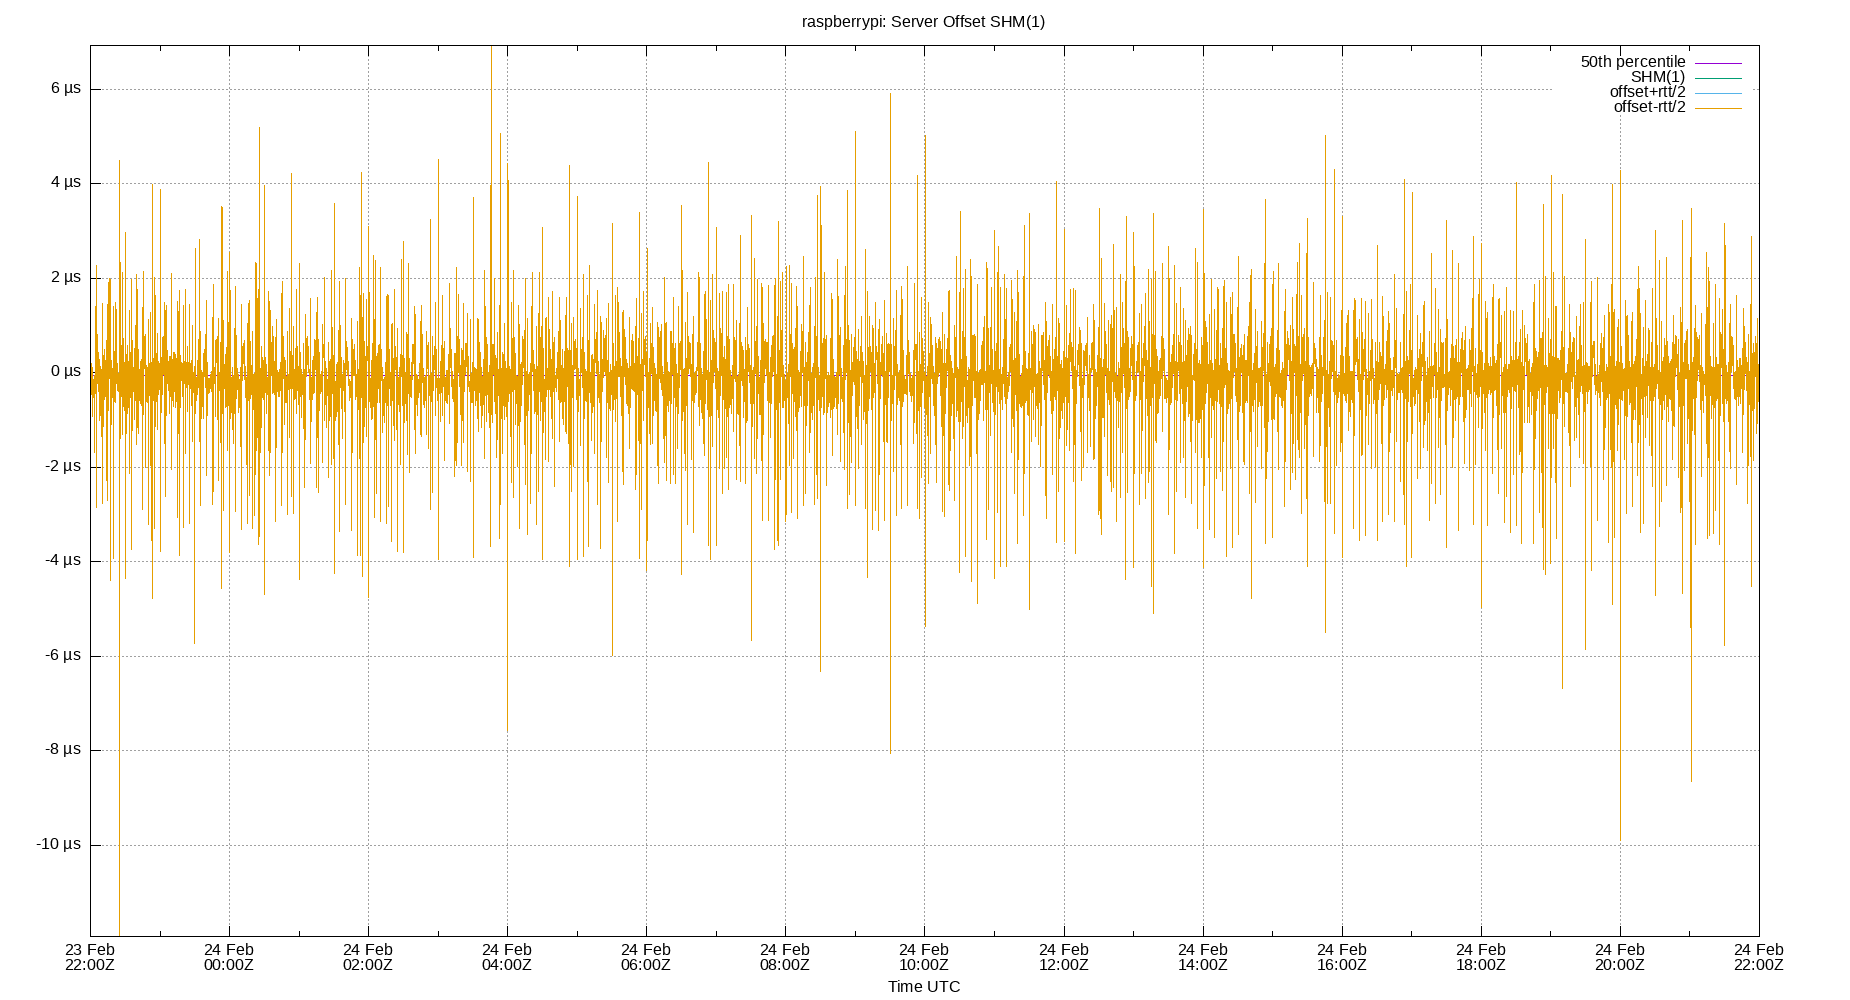 raspberrypi: Server Offset SHM(1)
50th percentile
SHM(1)
offset+rtt/2
offset-rtt/2
6 µs
4 µs
2 µs
0 µs
-2 µs
-4 µs
-6 µs
-8 µs
-10 µs
23 Feb 24 Feb 24 Feb 24 Feb 24 Feb 24 Feb 24 Feb 24 Feb 24 Feb 24 Feb 24 Feb 24 Feb 24 Feb
22:00Z 00:00Z 02:00Z 04:00Z 06:00Z 08:00Z 10:00Z 12:00Z 14:00Z 16:00Z 18:00Z 20:00Z 22:00Z
Time UTC